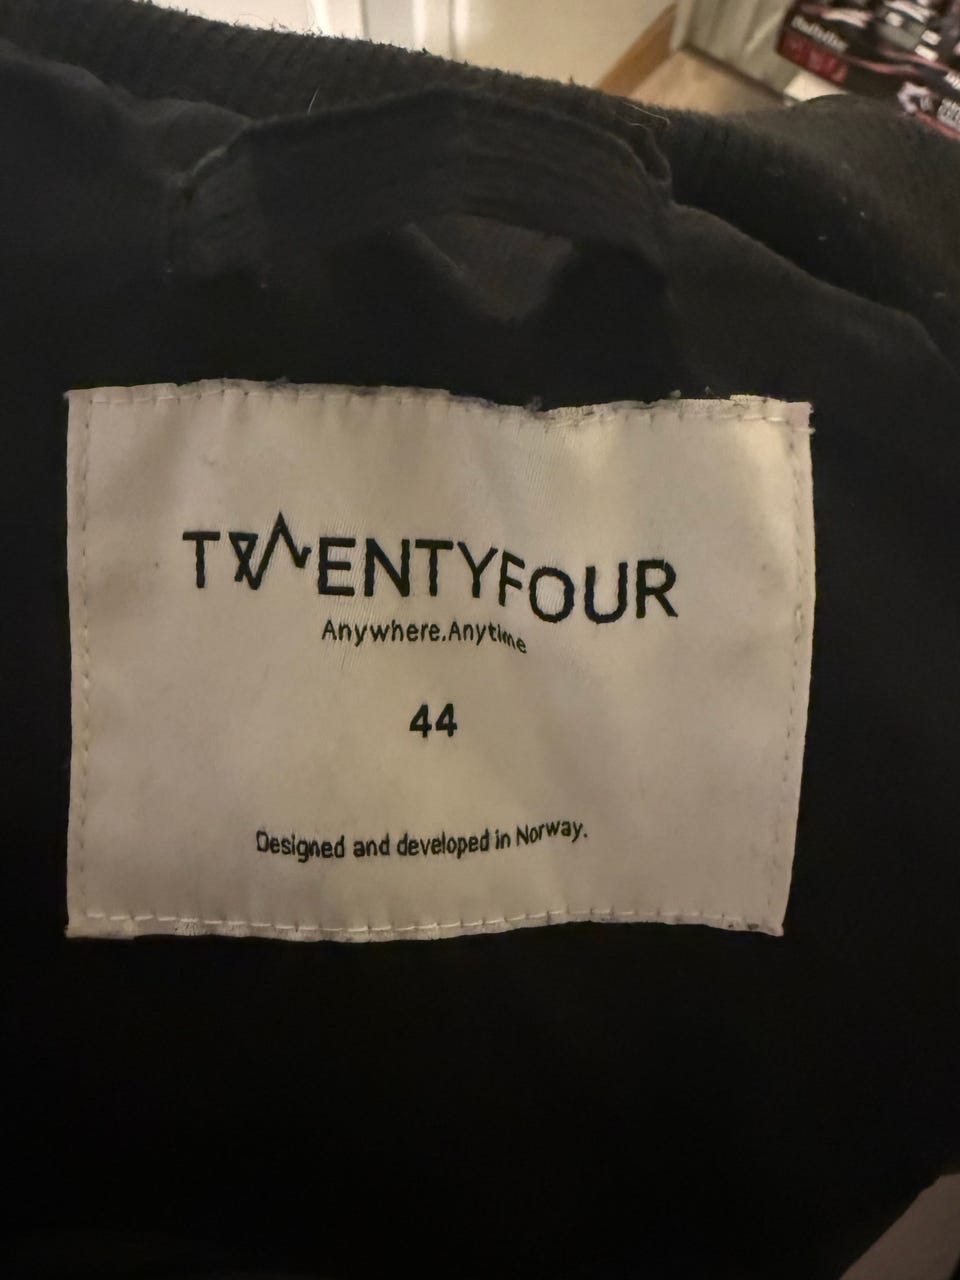 TWENTYFOUR
Anywhere.Anytime
44
Designed and developed in Norway.